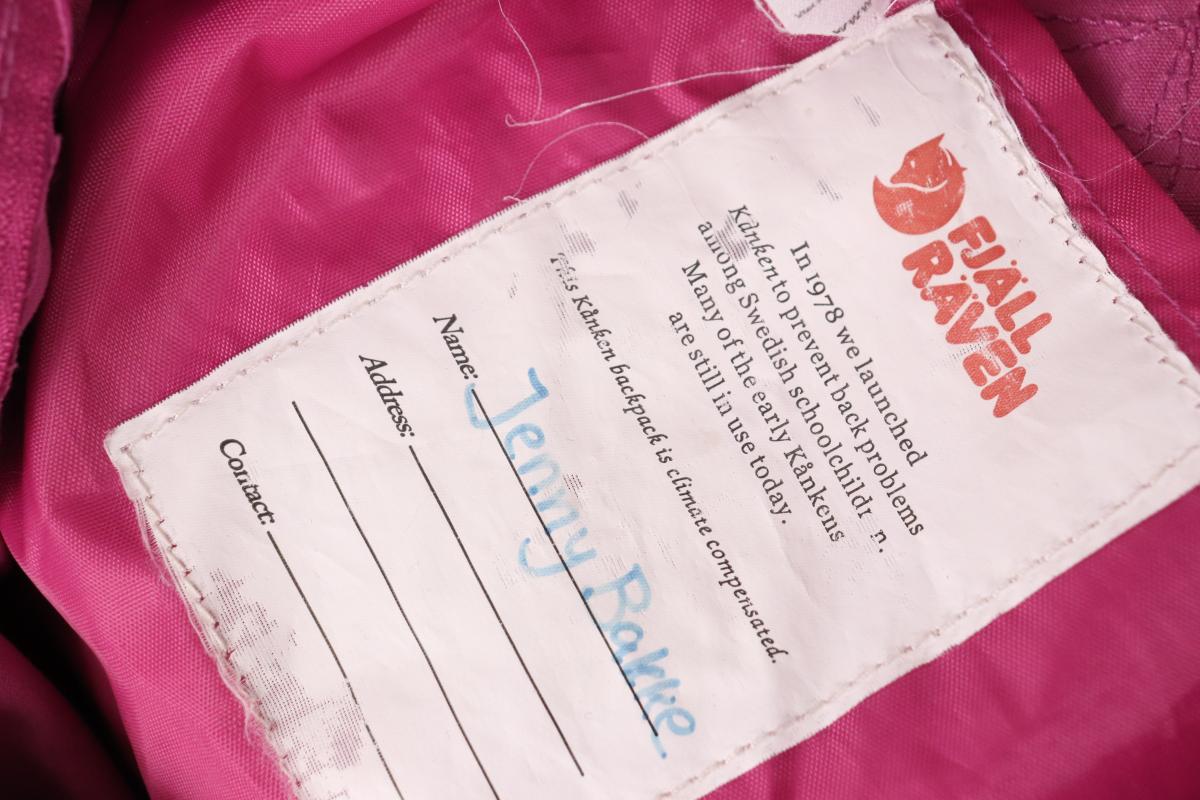 FJÄLL
RÄVEN
In 1978 we launched
Kånken to prevent back problems
among Swedish schoolchildr n.
Many of the early Kånkens
are still in use today.
This Kånken backpack is climate compensated.
Name: Jenny Bakke
Address:
Contact: